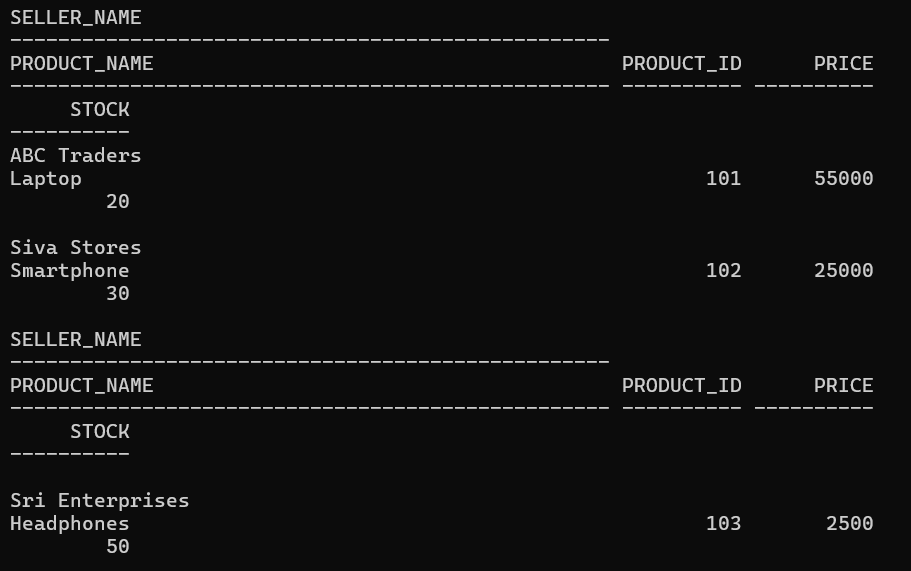 SELLER_NAME
--------------------------------------------------
PRODUCT_NAME                                       PRODUCT_ID      PRICE
-------------------------------------------------- ---------- ----------
     STOCK
----------
ABC Traders
Laptop                                                    101      55000
        20

Siva Stores
Smartphone                                                102      25000
        30

SELLER_NAME
--------------------------------------------------
PRODUCT_NAME                                       PRODUCT_ID      PRICE
-------------------------------------------------- ---------- ----------
     STOCK
----------

Sri Enterprises
Headphones                                                103       2500
        50